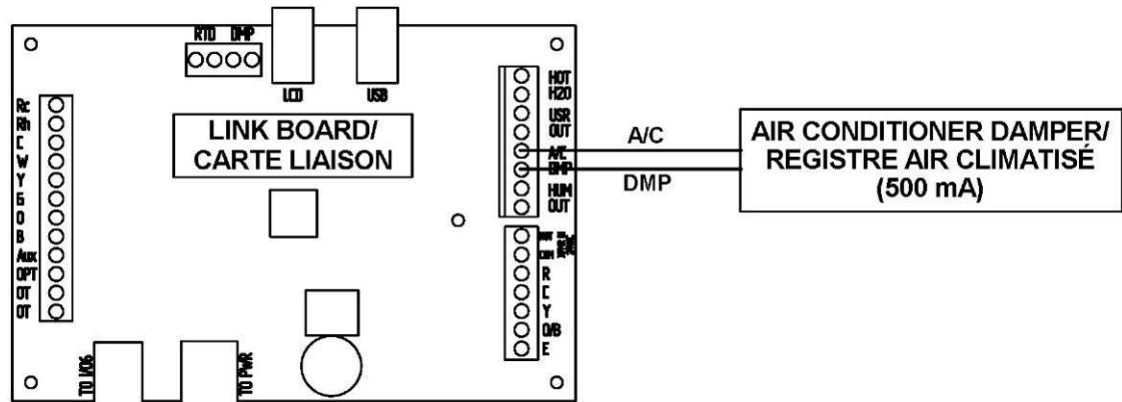 RTD DMP
LCD
USB
LINK BOARD/
CARTE LIAISON
Rc
Rh
C
W
Y
G
O
B
Aux
OPT
OT
OT
TO I/O6
TO PWR
HOT
H2O
USR
OUT
A/C
DMP
HUM
OUT
COM
R
C
Y
O/B
E
A/C
DMP
AIR CONDITIONER DAMPER/
REGISTRE AIR CLIMATISÉ
(500 mA)